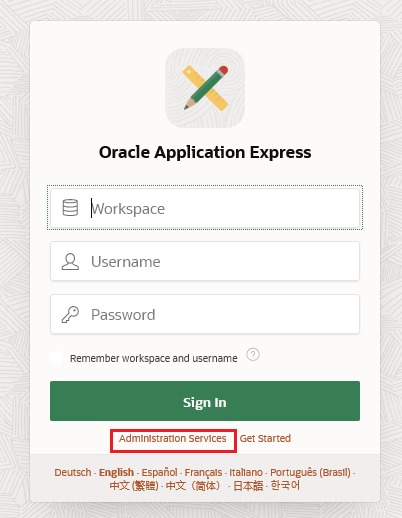 Oracle Application Express
Workspace
Username
Password
Remember workspace and username ?
Sign In
Administration Services Get Started
Deutsch · English · Español · Français · Italiano · Português (Brasil) ·
中文 (繁體) · 中文（简体） · 日本語 · 한국어